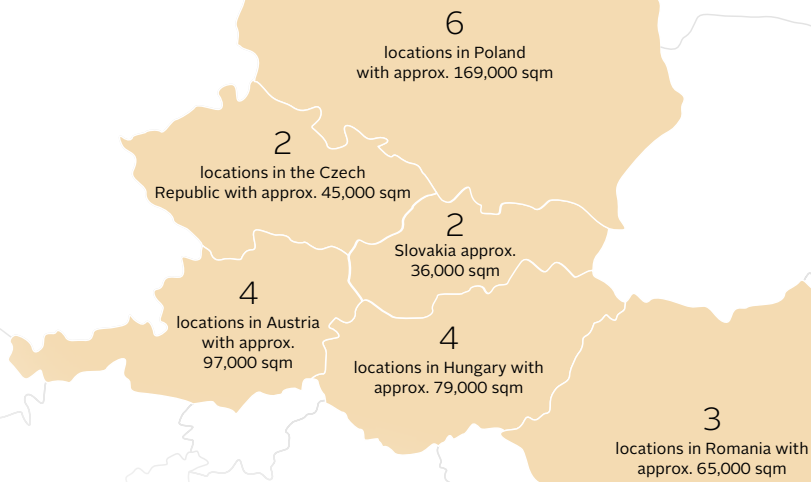 6
locations in Poland
with approx. 169,000 sqm
2
locations in the Czech
Republic with approx. 45,000 sqm
2
Slovakia approx.
36,000 sqm
4
locations in Austria
with approx.
97,000 sqm
4
locations in Hungary with
approx. 79,000 sqm
3
locations in Romania with
approx. 65,000 sqm